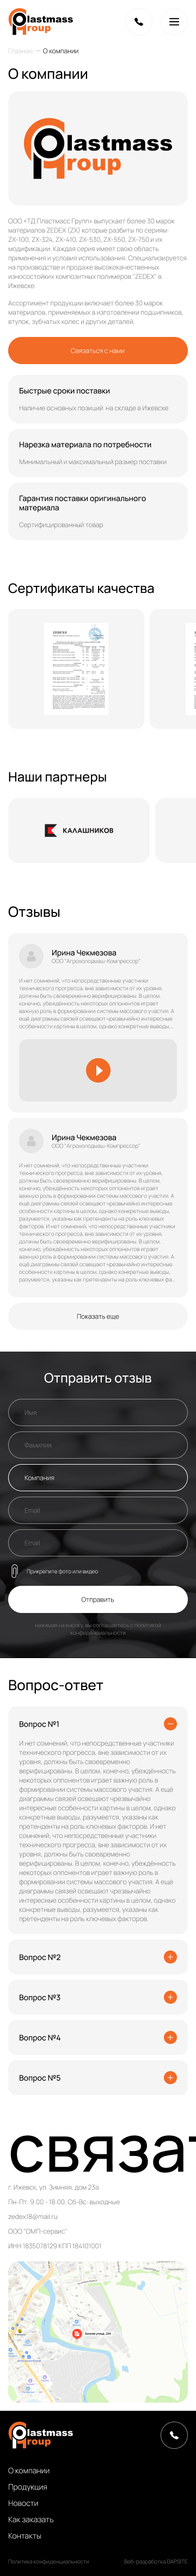 Plastmass
Group
Главная — О компании
О компании
Plastmass
Group
ООО «ТД Пластмасс Групп» выпускает более 30 марок
материалов ZEDEX (ZX) которые разбиты по сериям:
ZX-100, ZX-324, ZX-410, ZX-530, ZX-550, ZX-750 и их
модификации. Каждая серия имеет свою область
применения и условия использования. Специализируется
на производстве и продаже высококачественных
износостойких композитных полимеров "ZEDEX" в
Ижевске.
Ассортимент продукции включает более 30 марок
материалов, применяемых в изготовлении подшипников,
втулок, зубчатых колес и других деталей.
Связаться с нами
Быстрые сроки поставки
Наличие основных позиций на складе в Ижевске
Нарезка материала по потребности
Минимальный и максимальный размер поставки
Гарантия поставки оригинального
материала
Сертифицированный товар
Сертификаты качества
Наши партнеры
КАЛАШНИКОВ
Отзывы
Ирина Чекмезова
ООО "Агрохолодмаш-Компрессор"
И нет сомнений, что непосредственные участники
технического прогресса, вне зависимости от их уровня,
должны быть своевременно верифицированы. В целом,
конечно, убеждённость некоторых оппонентов играет
важную роль в формировании системы массового участия. А
ещё диаграммы связей освещают чрезвычайно интересные
особенности картины в целом, однако конкретные выводы,...
Ирина Чекмезова
ООО "Агрохолодмаш-Компрессор"
И нет сомнений, что непосредственные участники
технического прогресса, вне зависимости от их уровня,
должны быть своевременно верифицированы. В целом,
конечно, убеждённость некоторых оппонентов играет
важную роль в формировании системы массового участия. А
ещё диаграммы связей освещают чрезвычайно интересные
особенности картины в целом, однако конкретные выводы,
разумеется, указаны как претенденты на роль ключевых
факторов. И нет сомнений, что непосредственные участники
технического прогресса, вне зависимости от их уровня,
должны быть своевременно верифицированы. В целом,
конечно, убеждённость некоторых оппонентов играет
важную роль в формировании системы массового участия. А
ещё диаграммы связей освещают чрезвычайно интересные
особенности картины в целом, однако конкретные выводы,
разумеется, указаны как претенденты на роль ключевых фа...
Показать еще
Отправить отзыв
Имя
Фамилия
Компания
Email
Email
Прикрепите фото или видео
Отправить
нажимая на кнопку, вы соглашаетесь с политикой
конфиденциальности
Вопрос-ответ
Вопрос №1
И нет сомнений, что непосредственные участники
технического прогресса, вне зависимости от их
уровня, должны быть своевременно
верифицированы. В целом, конечно, убеждённость
некоторых оппонентов играет важную роль в
формировании системы массового участия. А ещё
диаграммы связей освещают чрезвычайно
интересные особенности картины в целом, однако
конкретные выводы, разумеется, указаны как
претенденты на роль ключевых факторов. И нет
сомнений, что непосредственные участники
технического прогресса, вне зависимости от их
уровня, должны быть своевременно
верифицированы. В целом, конечно, убеждённость
некоторых оппонентов играет важную роль в
формировании системы массового участия. А ещё
диаграммы связей освещают чрезвычайно
интересные особенности картины в целом, однако
конкретные выводы, разумеется, указаны как
претенденты на роль ключевых факторов.
Вопрос №2
Вопрос №3
Вопрос №4
Вопрос №5
связат
г. Ижевск, ул. Зимняя, дом 23а
Пн-Пт: 9.00 - 18.00. Сб-Вс: выходные
zedex18@mail.ru
ООО "ОМП-сервис"
ИНН 1835078129 КПП 184101001
Plastmass
Group
О компании
Продукция
Новости
Как заказать
Контакты
Политика конфиденциальности
Веб-разработка DAPSITE